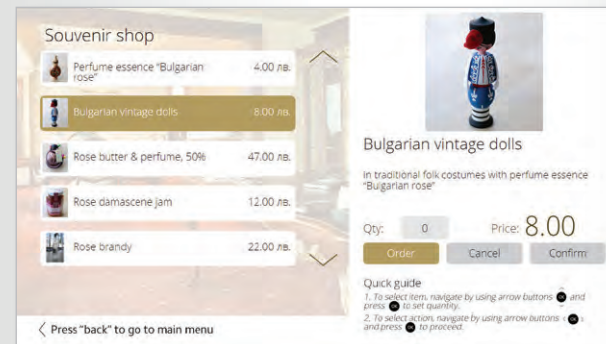 Souvenir shop
Perfume essence "Bulgarian
rose"
4.00 лв.
Bulgarian vintage dolls
8.00 лв.
Rose butter & perfume, 50%
47.00 лв.
Rose damascene jam
12.00 лв.
Rose brandy
22.00 лв.
Press "back" to go to main menu
Bulgarian vintage dolls
In traditional folk costumes with perfume essence
"Bulgarian rose"
Qty: 0 Price: 8.00
Order Cancel Confirm
Quick guide
1. To select item, navigate by using arrow buttons OK and
press OK to set quantity.
2. To select action, navigate by using arrow buttons OK
and press OK to proceed.